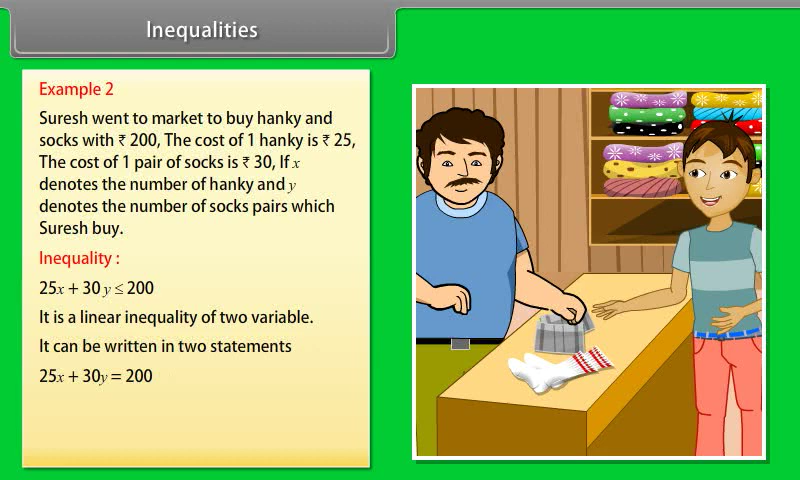 Inequalities
Example 2
Suresh went to market to buy hanky and
socks with ₹ 200, The cost of 1 hanky is ₹ 25,
The cost of 1 pair of socks is ₹ 30, If x
denotes the number of hanky and y
denotes the number of socks pairs which
Suresh buy.
Inequality :
25x + 30 y ≤ 200
It is a linear inequality of two variable.
It can be written in two statements
25x + 30y = 200